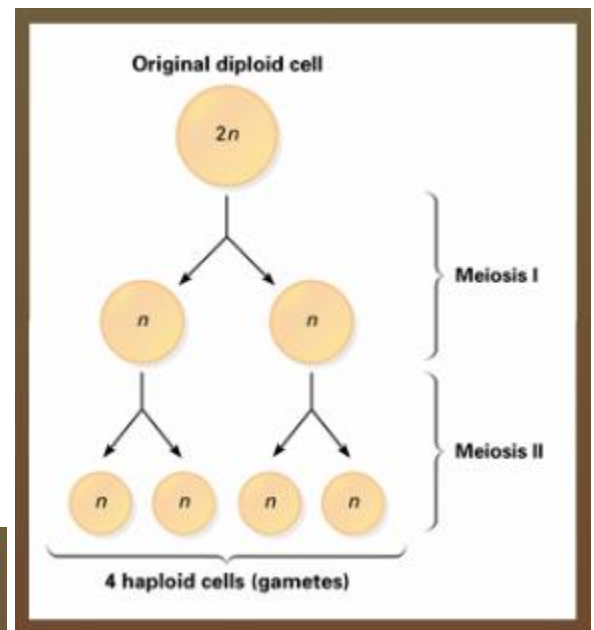 Original diploid cell
2n
Meiosis I
n n
Meiosis II
n n n n
4 haploid cells (gametes)